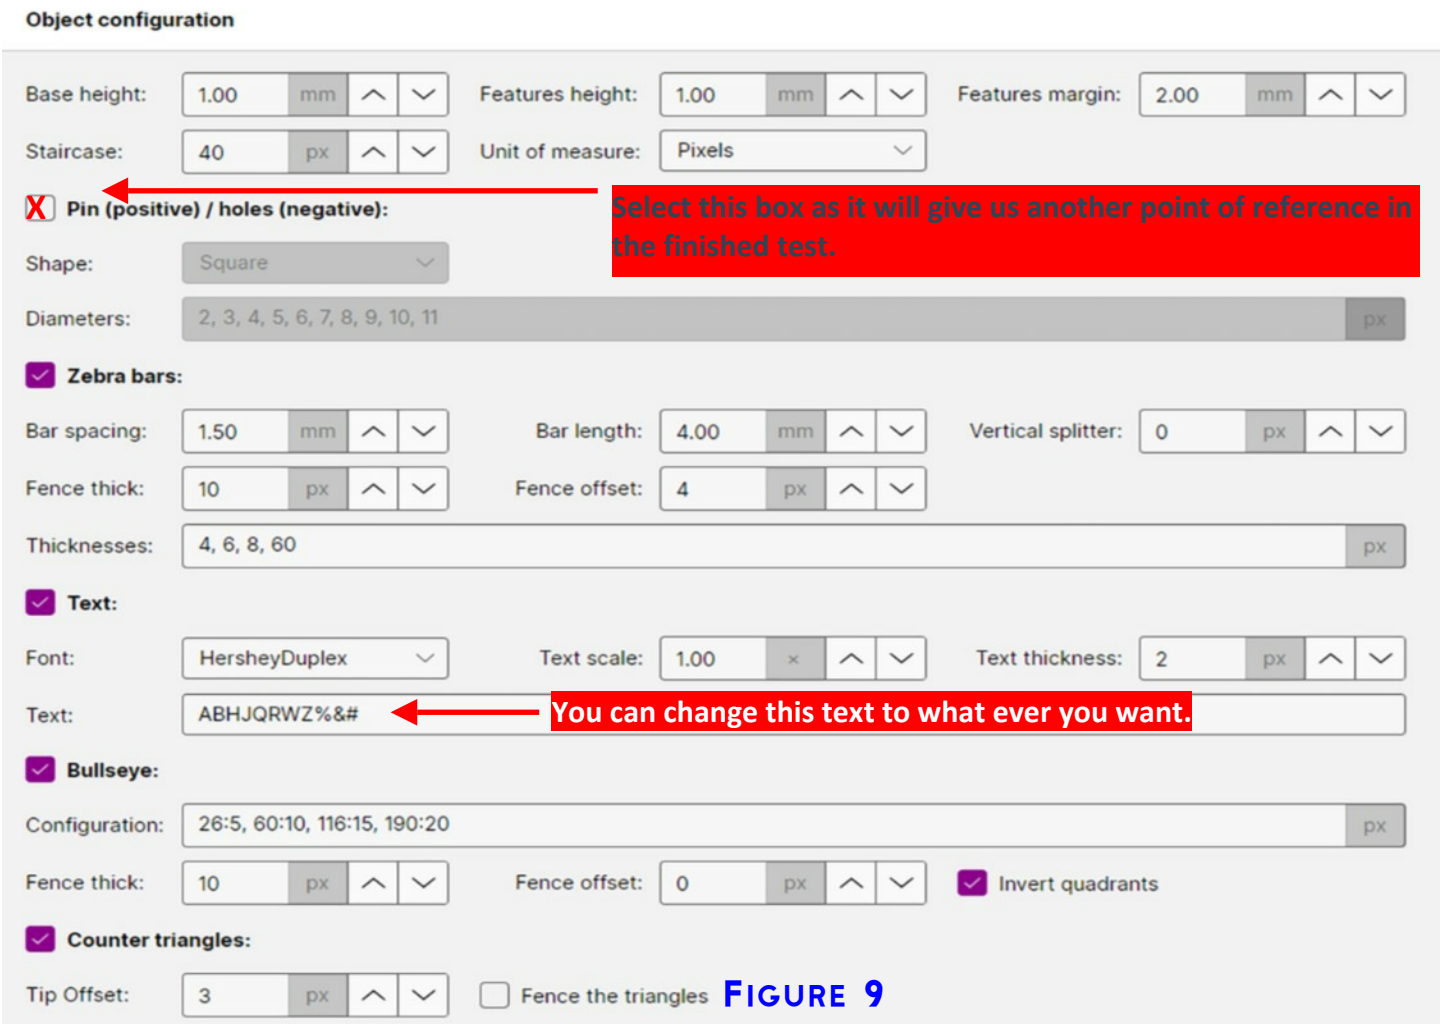 Object configuration
Base height: 1.00 mm Features height: 1.00 mm Features margin: 2.00 mm
Staircase: 40 px Unit of measure: Pixels
X Pin (positive) / holes (negative):
Select this box as it will give us another point of reference in
the finished test.
Shape: Square
Diameters: 2, 3, 4, 5, 6, 7, 8, 9, 10, 11 px
Zebra bars:
Bar spacing: 1.50 mm Bar length: 4.00 mm Vertical splitter: 0 px
Fence thick: 10 px Fence offset: 4 px
Thicknesses: 4, 6, 8, 60 px
Text:
Font: HersheyDuplex Text scale: 1.00 × Text thickness: 2 px
Text: ABHJQRWZ%&# You can change this text to what ever you want.
Bullseye:
Configuration: 26:5, 60:10, 116:15, 190:20 px
Fence thick: 10 px Fence offset: 0 px Invert quadrants
Counter triangles:
Tip Offset: 3 px Fence the triangles FIGURE 9